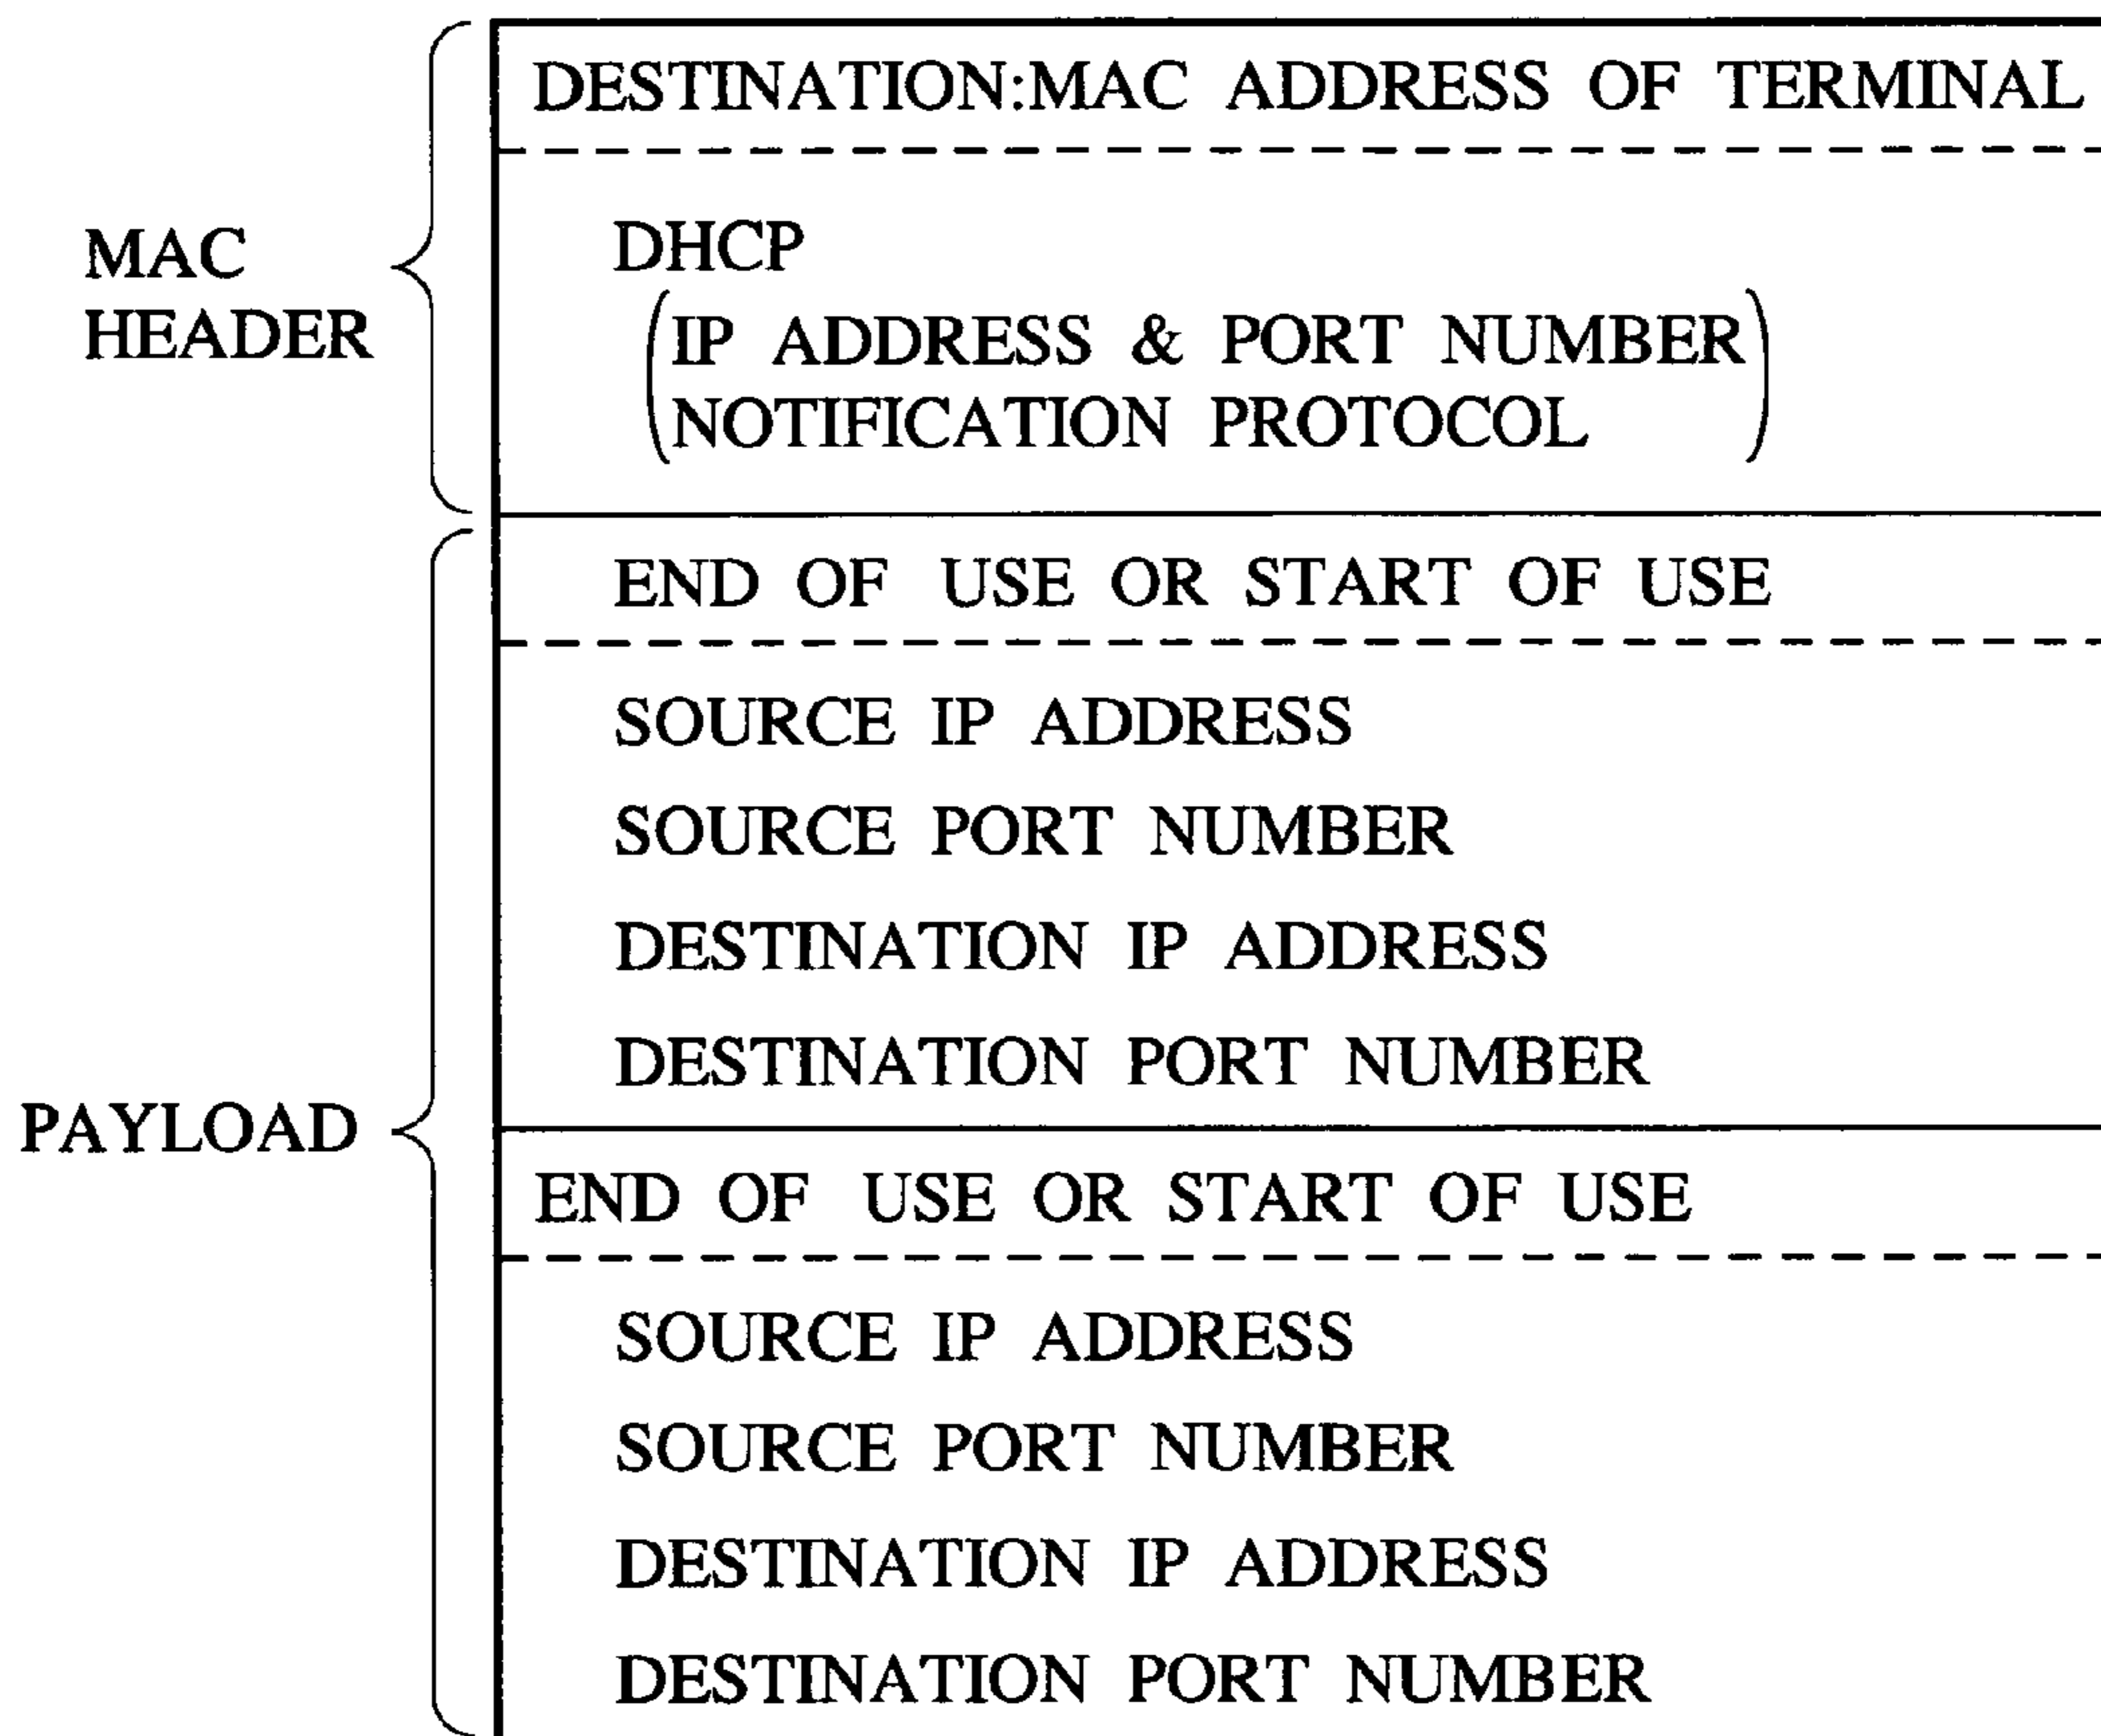 DESTINATION:MAC ADDRESS OF TERMINAL
MAC
HEADER
DHCP
(IP ADDRESS & PORT NUMBER
NOTIFICATION PROTOCOL)
END OF USE OR START OF USE
SOURCE IP ADDRESS
SOURCE PORT NUMBER
DESTINATION IP ADDRESS
DESTINATION PORT NUMBER
PAYLOAD
END OF USE OR START OF USE
SOURCE IP ADDRESS
SOURCE PORT NUMBER
DESTINATION IP ADDRESS
DESTINATION PORT NUMBER